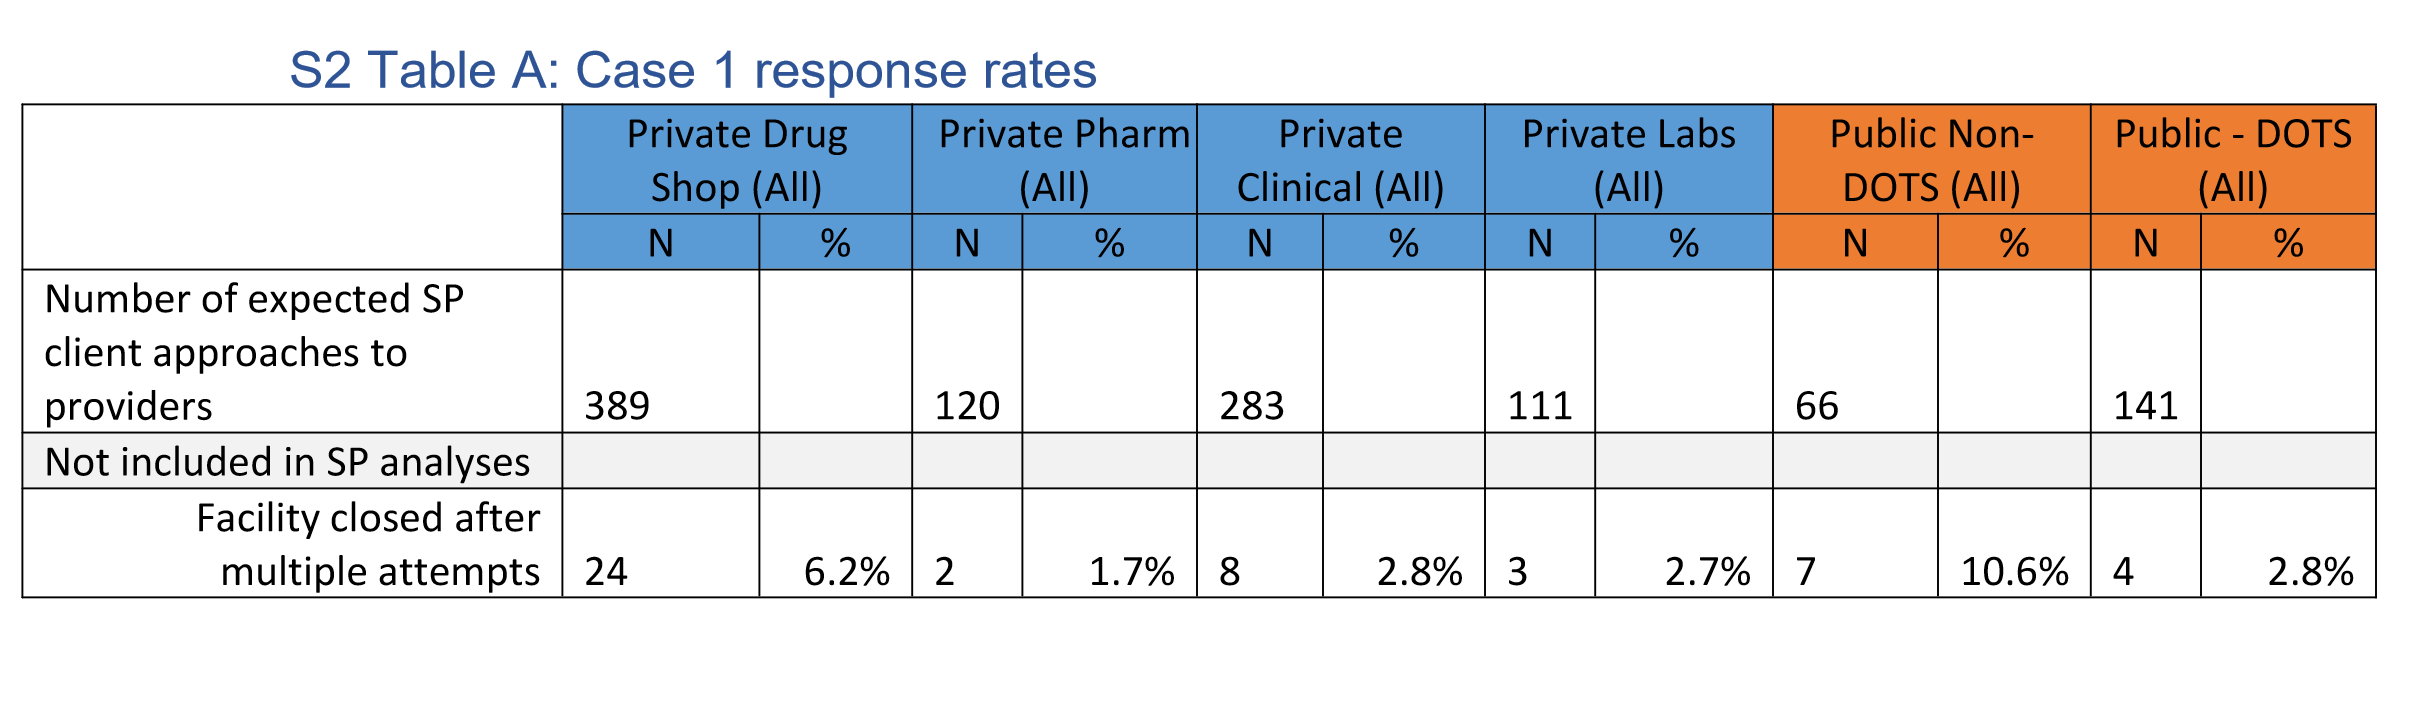 S2 Table A: Case 1 response rates
Private Drug Shop (All) Private Pharm (All) Private Clinical (All) Private Labs (All) Public Non-DOTS (All) Public - DOTS (All)
N % N % N % N % N % N %
Number of expected SP
client approaches to
providers 389 120 283 111 66 141
Not included in SP analyses
Facility closed after
multiple attempts 24 6.2% 2 1.7% 8 2.8% 3 2.7% 7 10.6% 4 2.8%